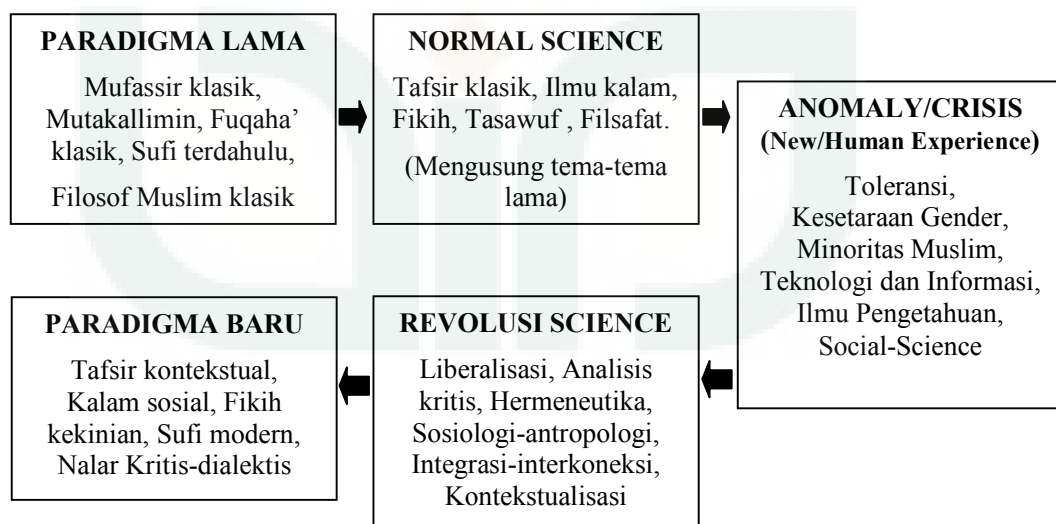 PARADIGMA LAMA
Mufassir klasik,
Mutakallimin, Fuqaha’
klasik, Sufi terdahulu,
Filosof Muslim klasik
NORMAL SCIENCE
Tafsir klasik, Ilmu kalam,
Fikih, Tasawuf , Filsafat.
(Mengusung tema-tema
lama)
ANOMALY/CRISIS
(New/Human Experience)
Toleransi,
Kesetaraan Gender,
Minoritas Muslim,
Teknologi dan Informasi,
Ilmu Pengetahuan,
Social-Science
REVOLUSI SCIENCE
Liberalisasi, Analisis
kritis, Hermeneutika,
Sosiologi-antropologi,
Integrasi-interkoneksi,
Kontekstualisasi
PARADIGMA BARU
Tafsir kontekstual,
Kalam sosial, Fikih
kekinian, Sufi modern,
Nalar Kritis-dialektis